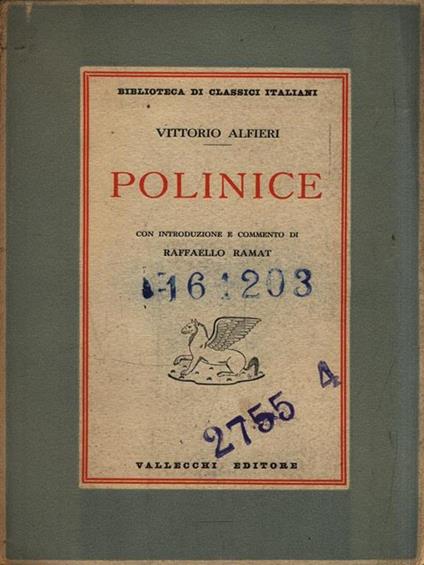 BIBLIOTECA DI CLASSICI ITALIANI
VITTORIO ALFIERI
POLINICE
CON INTRODUZIONE E COMMENTO DI
RAFFAELLO RAMAT
161203
2755 4
VALLECCHI EDITORE